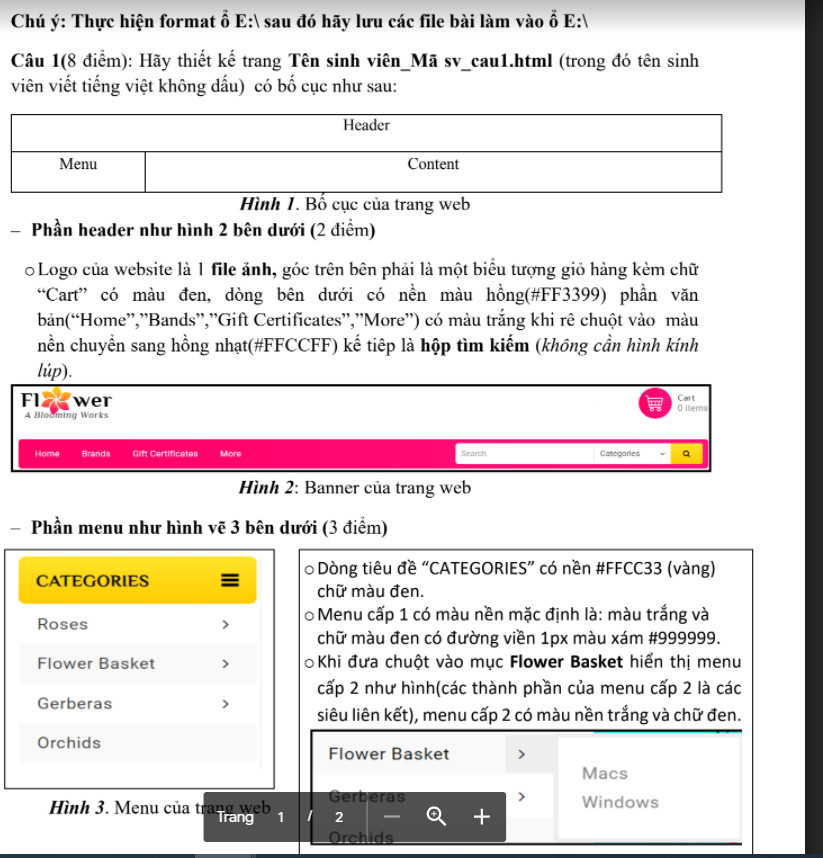 Chú ý: Thực hiện format ổ E:\ sau đó hãy lưu các file bài làm vào ổ E:\
Câu 1(8 điểm): Hãy thiết kế trang Tên sinh viên_Mã sv_cau1.html (trong đó tên sinh
viên viết tiếng việt không dấu) có bố cục như sau:
Header
Menu Content
Hình 1. Bố cục của trang web
– Phần header như hình 2 bên dưới (2 điểm)
○Logo của website là 1 file ảnh, góc trên bên phải là một biểu tượng giỏ hàng kèm chữ
“Cart” có màu đen, dòng bên dưới có nền màu hồng(#FF3399) phần văn
bản(“Home”,”Bands”,”Gift Certificates”,”More”) có màu trắng khi rê chuột vào màu
nền chuyển sang hồng nhạt(#FFCCFF) kế tiêp là hộp tìm kiếm (không cần hình kính
lúp).
Fl wer
A Blooming Works
Cart
0 items
Home Brands Gift Certificates More Search Categories
Hình 2: Banner của trang web
– Phần menu như hình vẽ 3 bên dưới (3 điểm)
CATEGORIES
Roses >
Flower Basket >
Gerberas >
Orchids
Hình 3. Menu của trang web
○Dòng tiêu đề “CATEGORIES” có nền #FFCC33 (vàng)
chữ màu đen.
○Menu cấp 1 có màu nền mặc định là: màu trắng và
chữ màu đen có đường viền 1px màu xám #999999.
○Khi đưa chuột vào mục Flower Basket hiển thị menu
cấp 2 như hình(các thành phần của menu cấp 2 là các
siêu liên kết), menu cấp 2 có màu nền trắng và chữ đen.
Flower Basket >
Macs
Gerberas >
Windows
Orchids
Trang 1 / 2